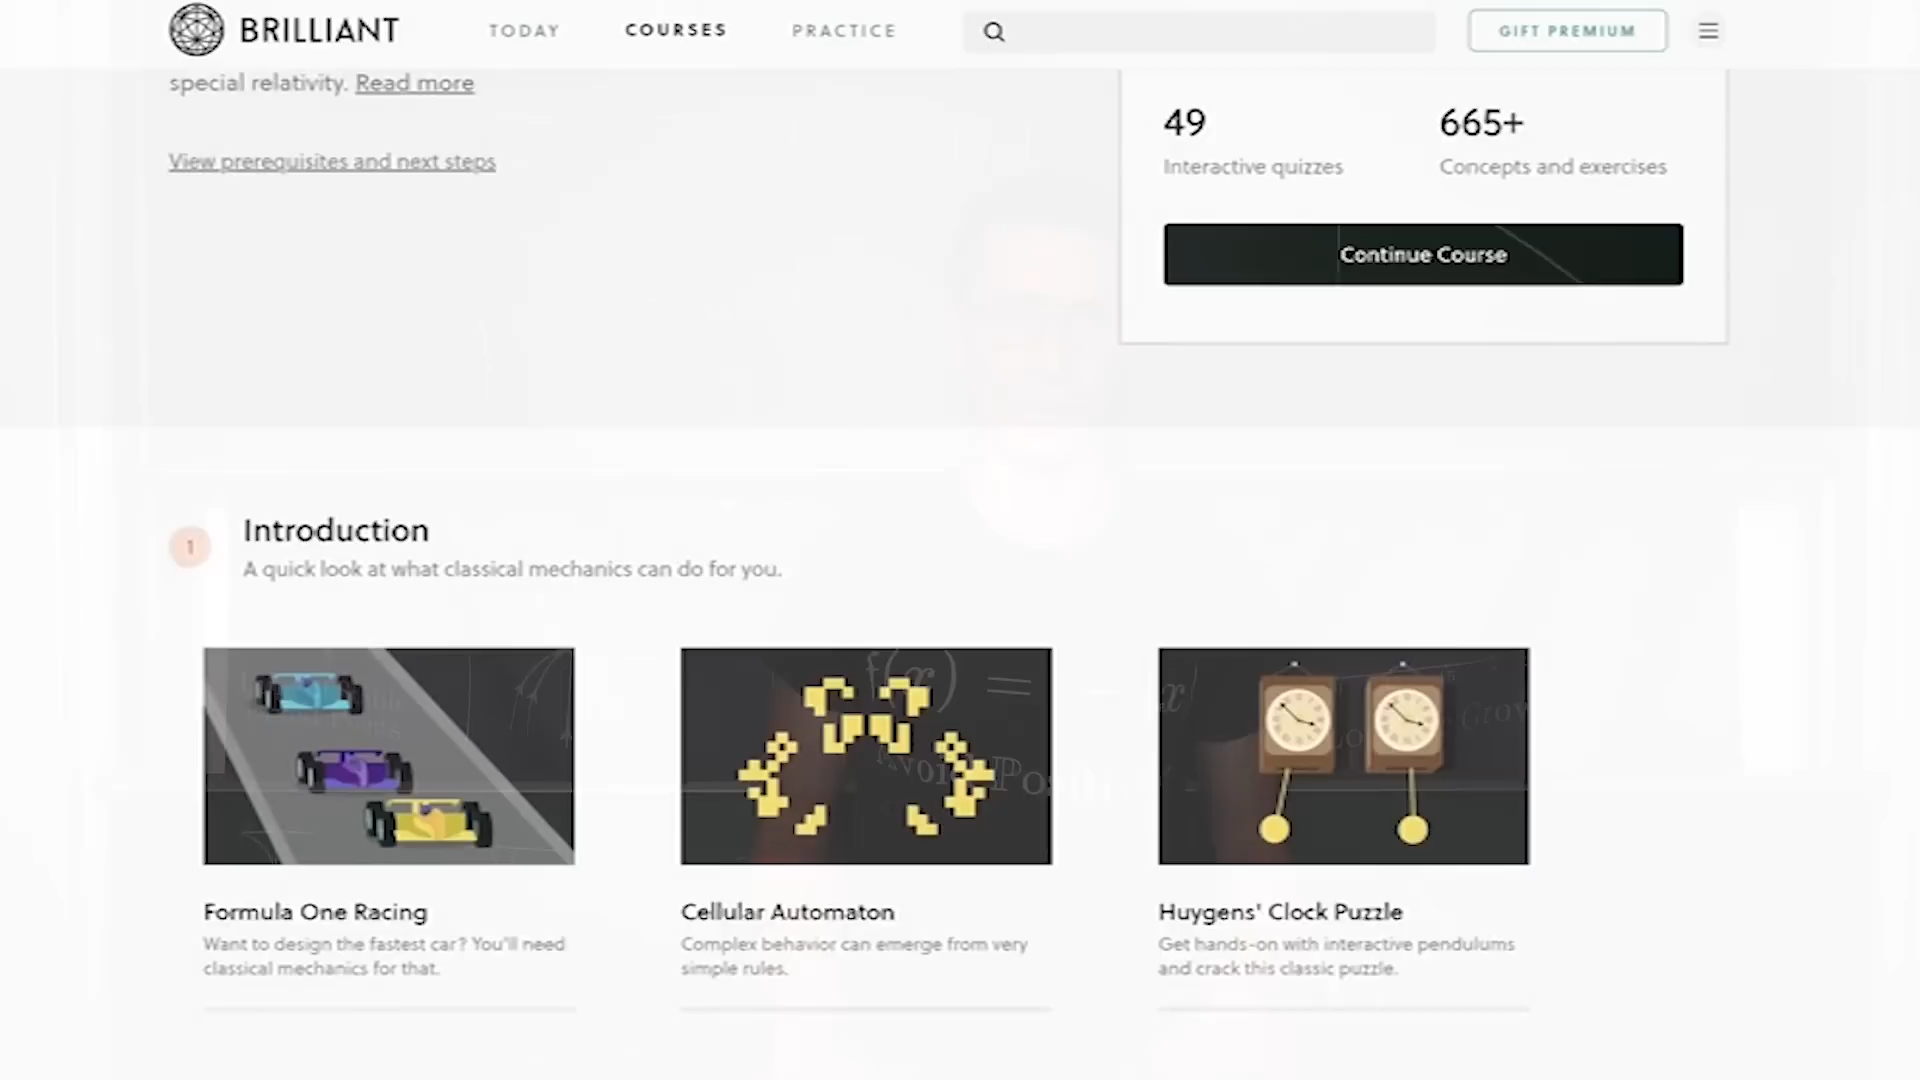 BRILLIANT
TODAY
COURSES
PRACTICE
GIFT PREMIUM
special relativity. Read more
View prerequisites and next steps
49
Interactive quizzes
665+
Concepts and exercises
Continue Course
1
Introduction
A quick look at what classical mechanics can do for you.
f(x) =
Formula One Racing
Want to design the fastest car? You'll need
classical mechanics for that.
Cellular Automaton
Complex behavior can emerge from very
simple rules.
Huygens' Clock Puzzle
Get hands-on with interactive pendulums
and crack this classic puzzle.